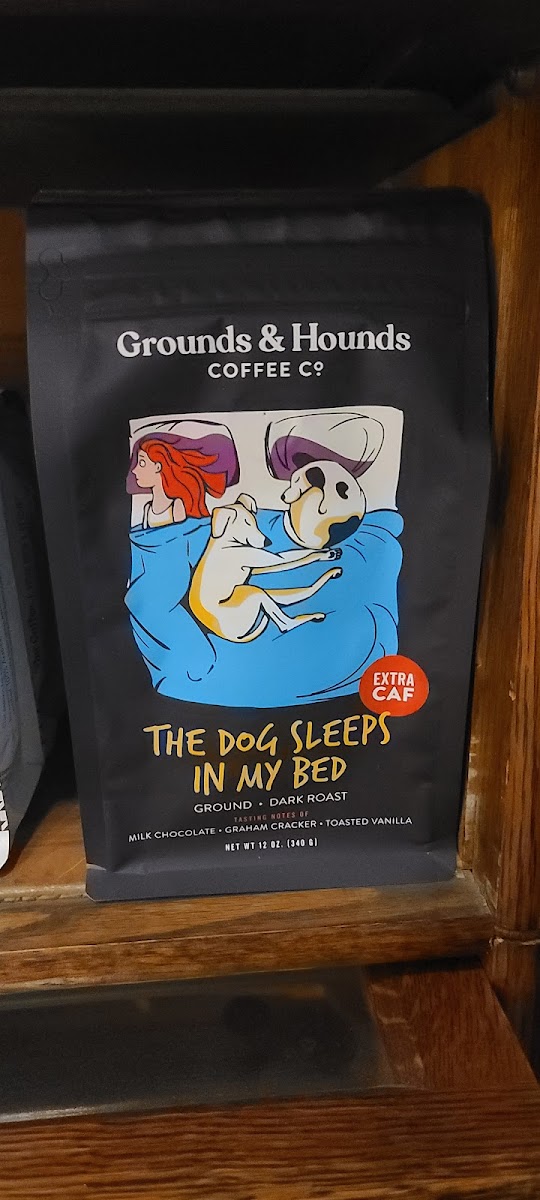 Grounds & Hounds
COFFEE Cº
EXTRA
CAF
THE DOG SLEEPS
IN MY BED
GROUND • DARK ROAST
TASTING NOTES OF
MILK CHOCOLATE • GRAHAM CRACKER • TOASTED VANILLA
NET WT 12 OZ. (340 G)